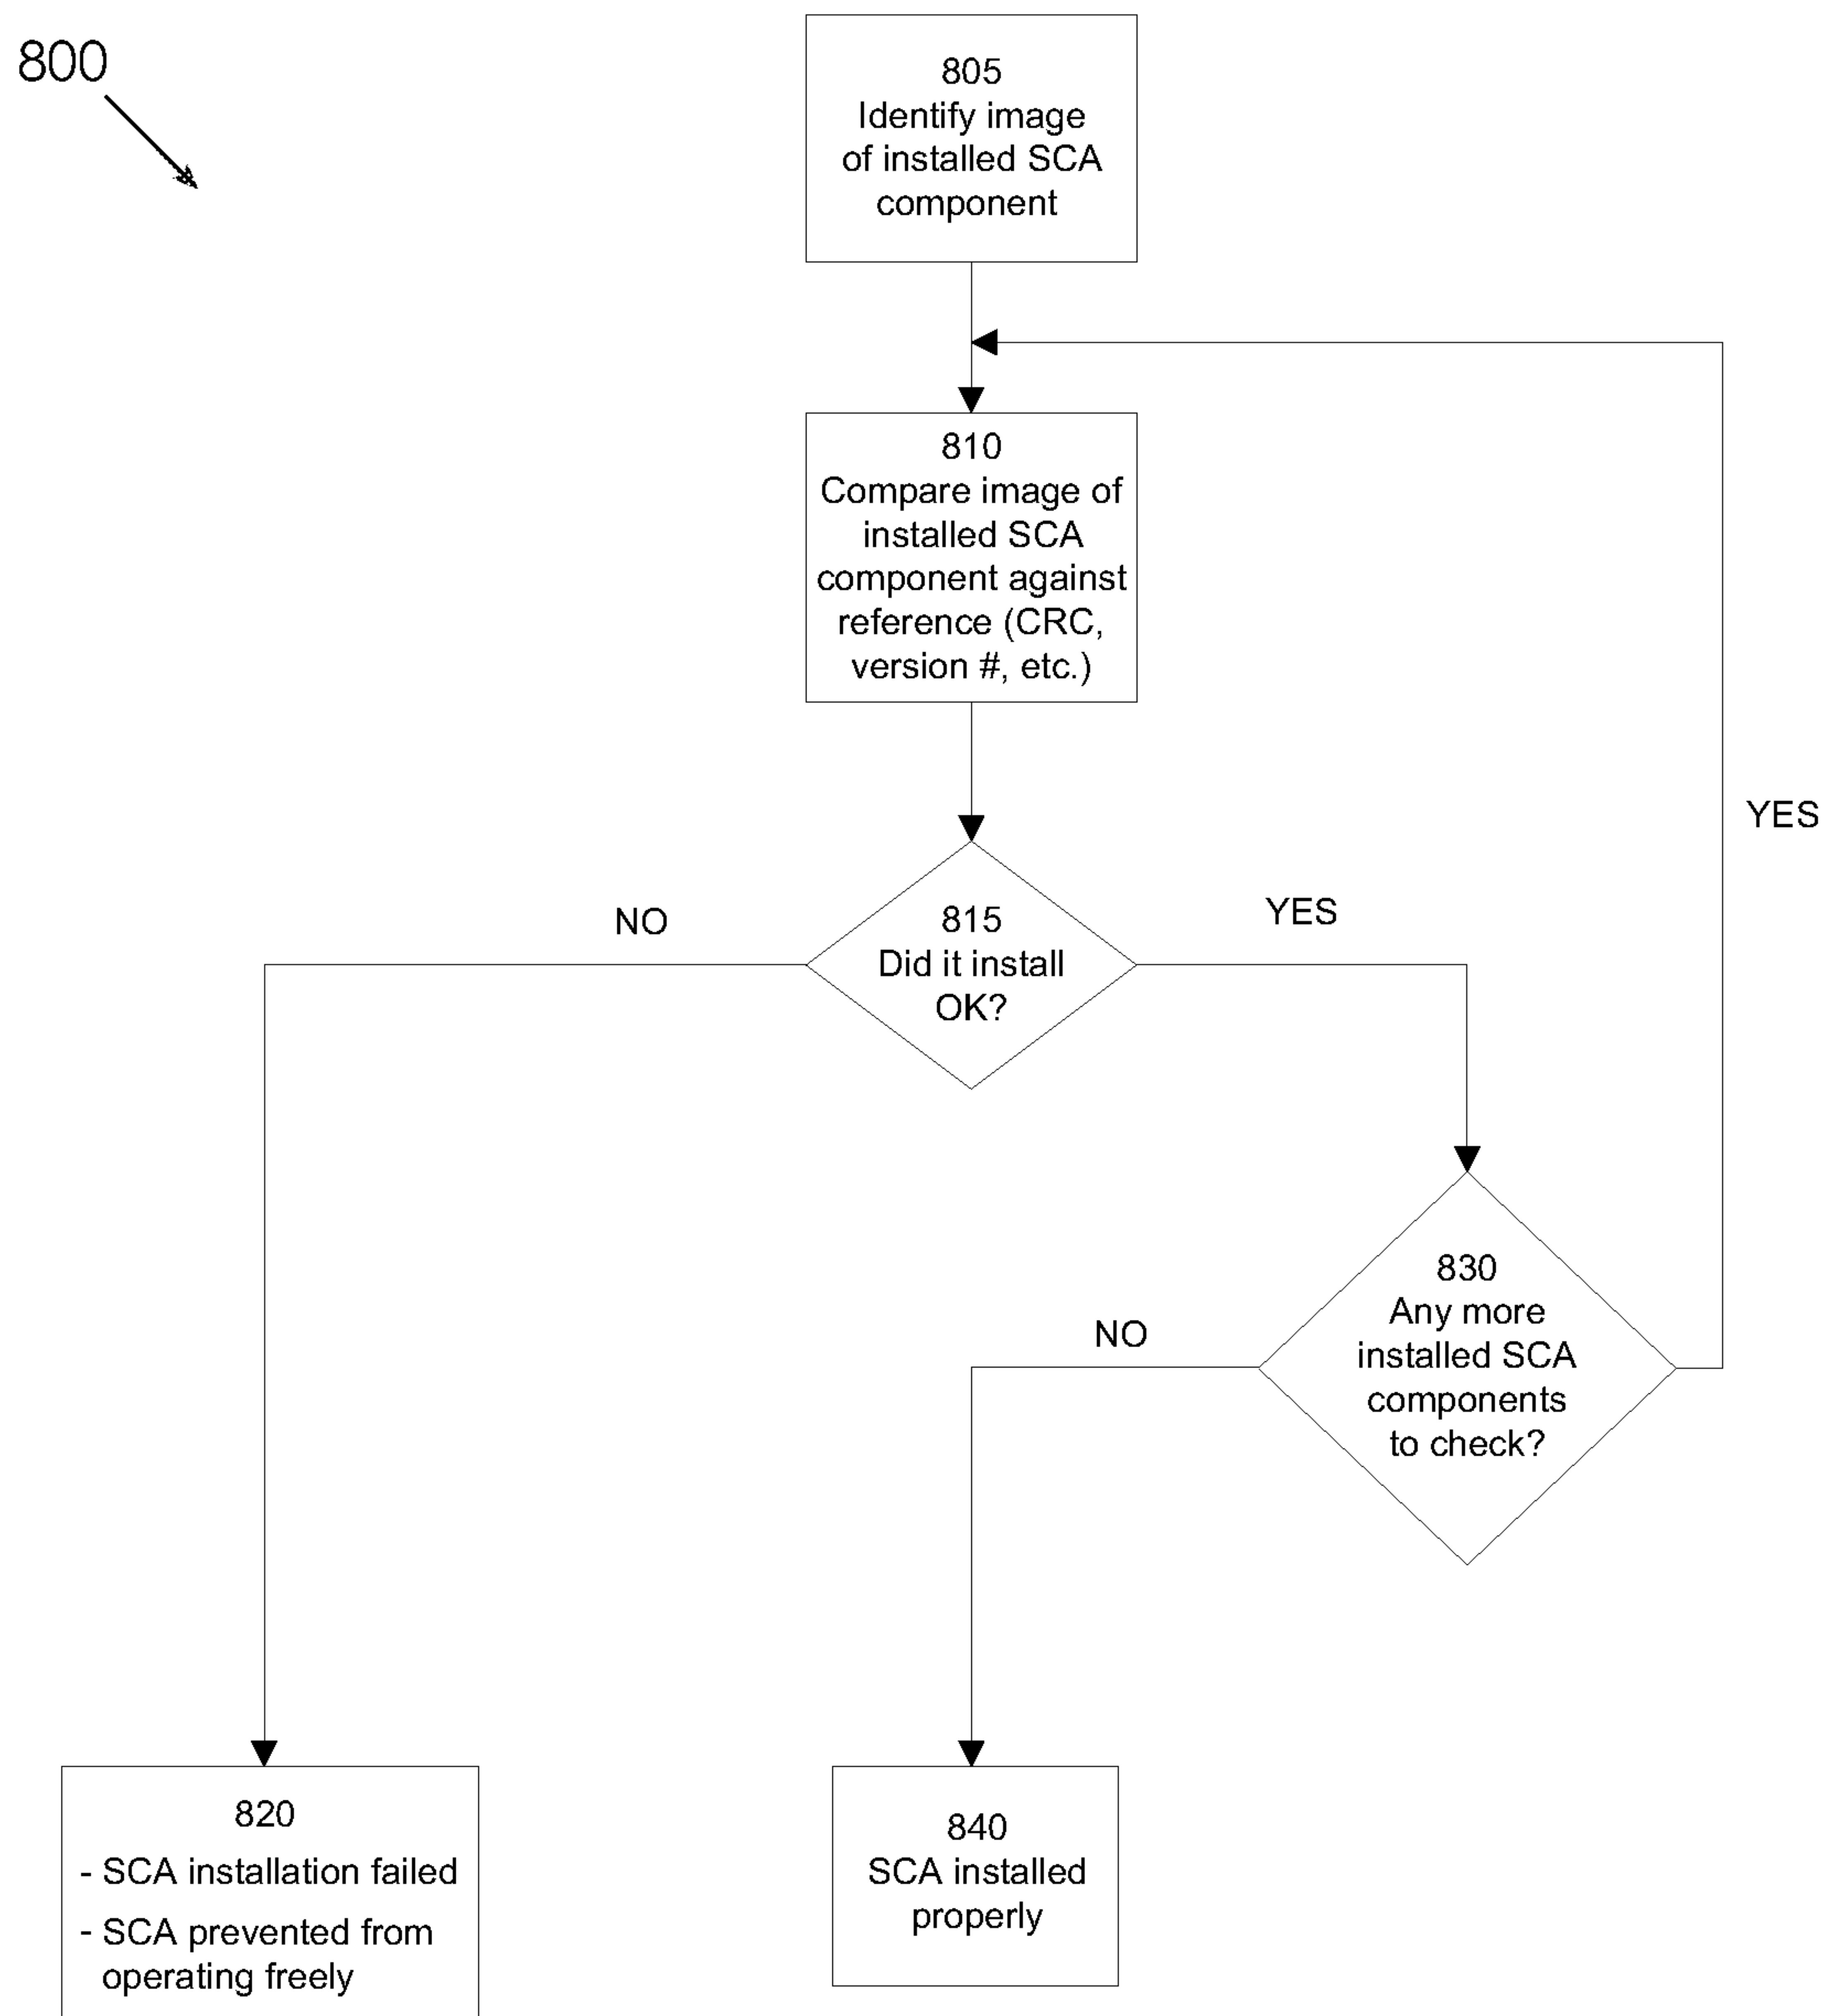 800
805
Identify image
of installed SCA
component
810
Compare image of
installed SCA
component against
reference (CRC,
version #, etc.)
YES
NO
YES
815
Did it install
OK?
830
Any more
installed SCA
components
to check?
NO
820
- SCA installation failed
- SCA prevented from
operating freely
840
SCA installed
properly